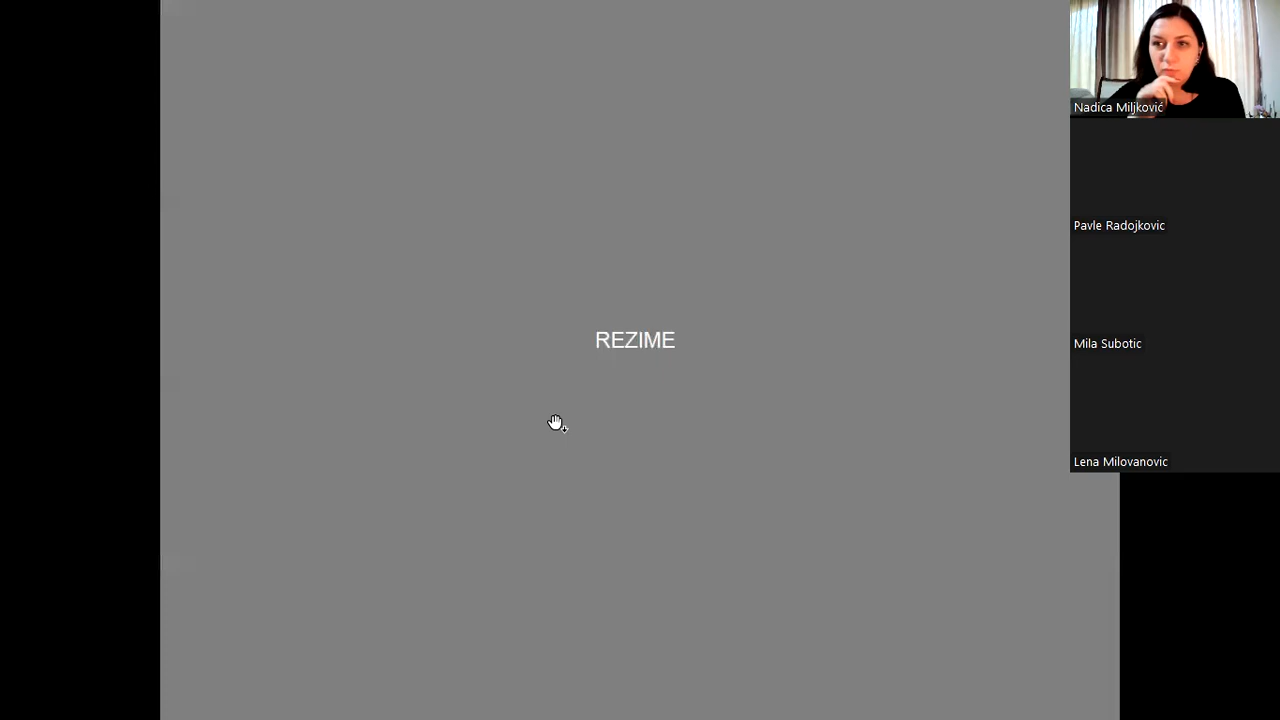 REZIME
Nadica Miljković
Pavle Radojkovic
Mila Subotic
Lena Milovanovic